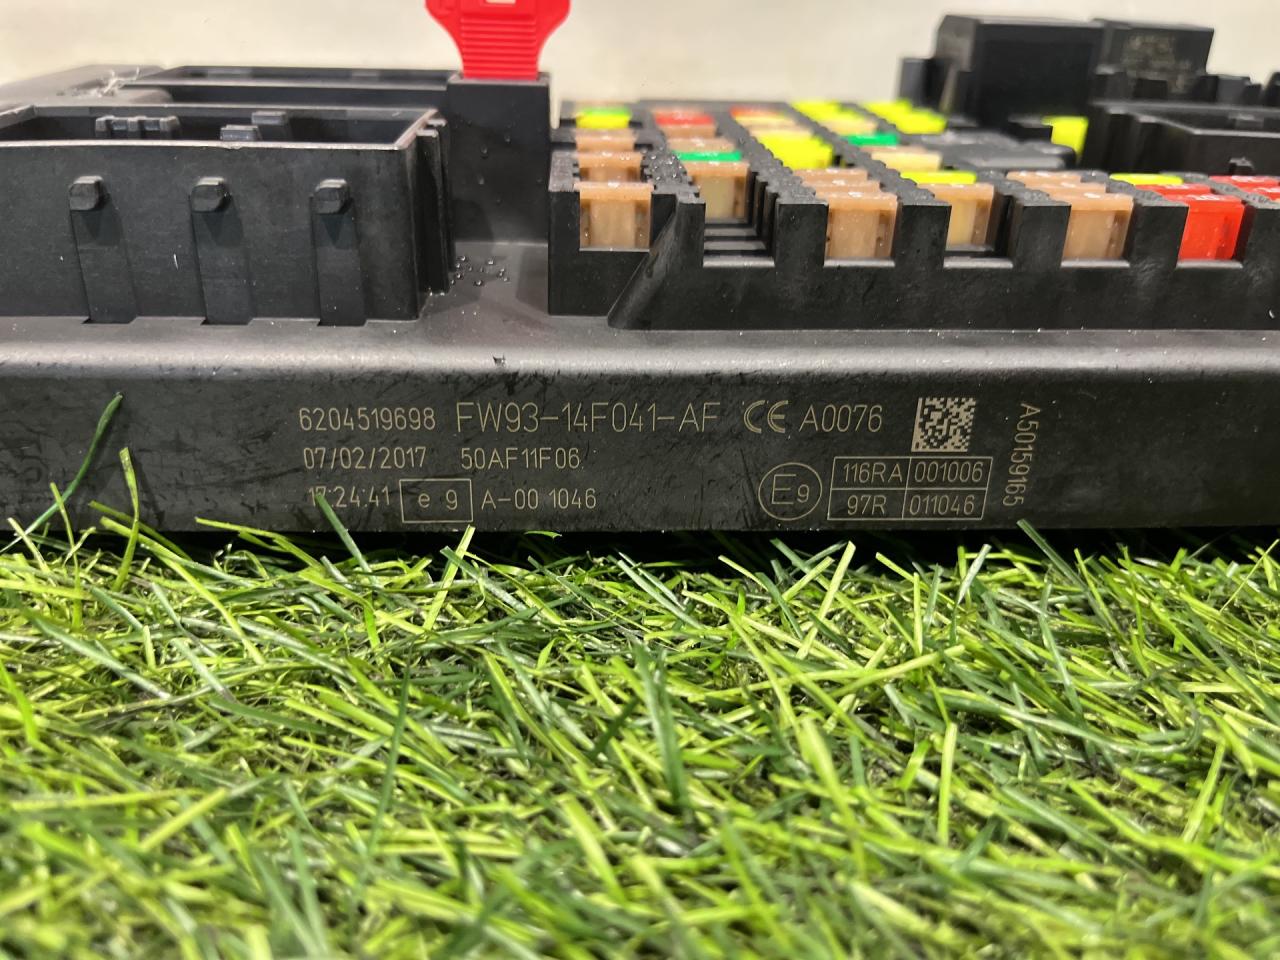 6204519698 FW93-14F041-AF CE A0076
07/02/2017 50AF11F06
17:24:41 e 9 A-00 1046
E9
116RA 001006
97R 011046
A50159165